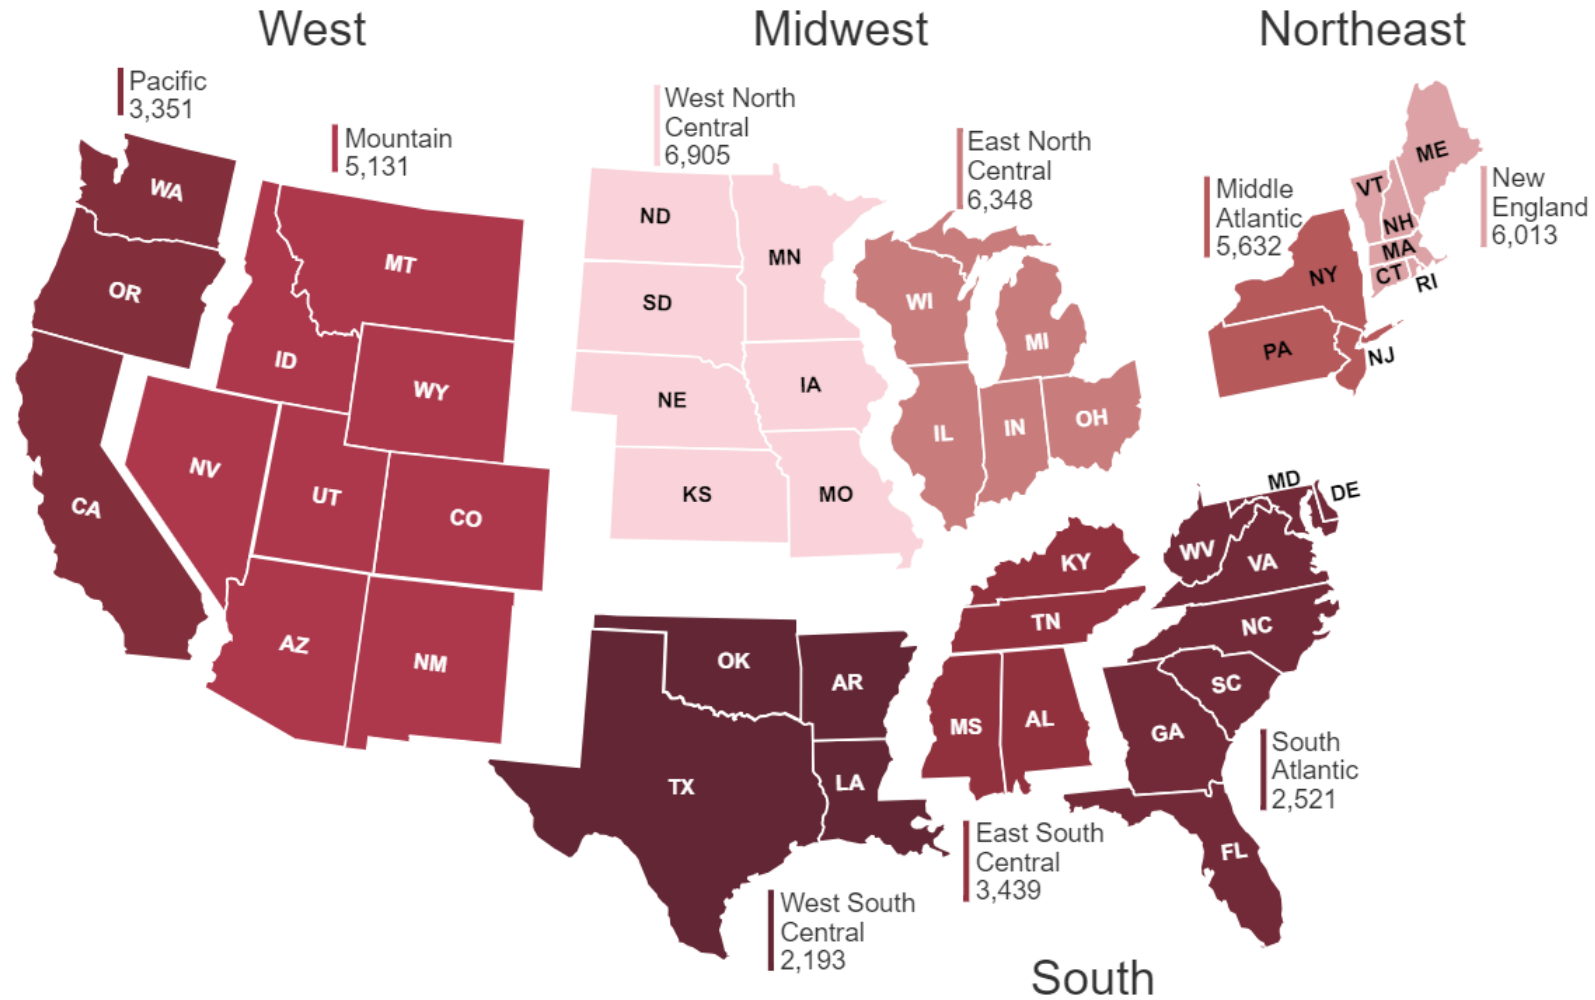 West
Midwest
Northeast
Pacific
3,351
Mountain
5,131
West North
Central
6,905
East North
Central
6,348
Middle
Atlantic
5,632
New
England
6,013
WA
OR
CA
MT
ID
WY
NV
UT
CO
AZ
NM
ND
MN
SD
NE
IA
KS
MO
WI
MI
IL
IN
OH
ME
VT
NH
MA
CT
RI
NY
PA
NJ
MD
DE
WV
VA
NC
SC
GA
FL
KY
TN
MS
AL
OK
AR
TX
LA
South
Atlantic
2,521
East South
Central
3,439
West South
Central
2,193
South